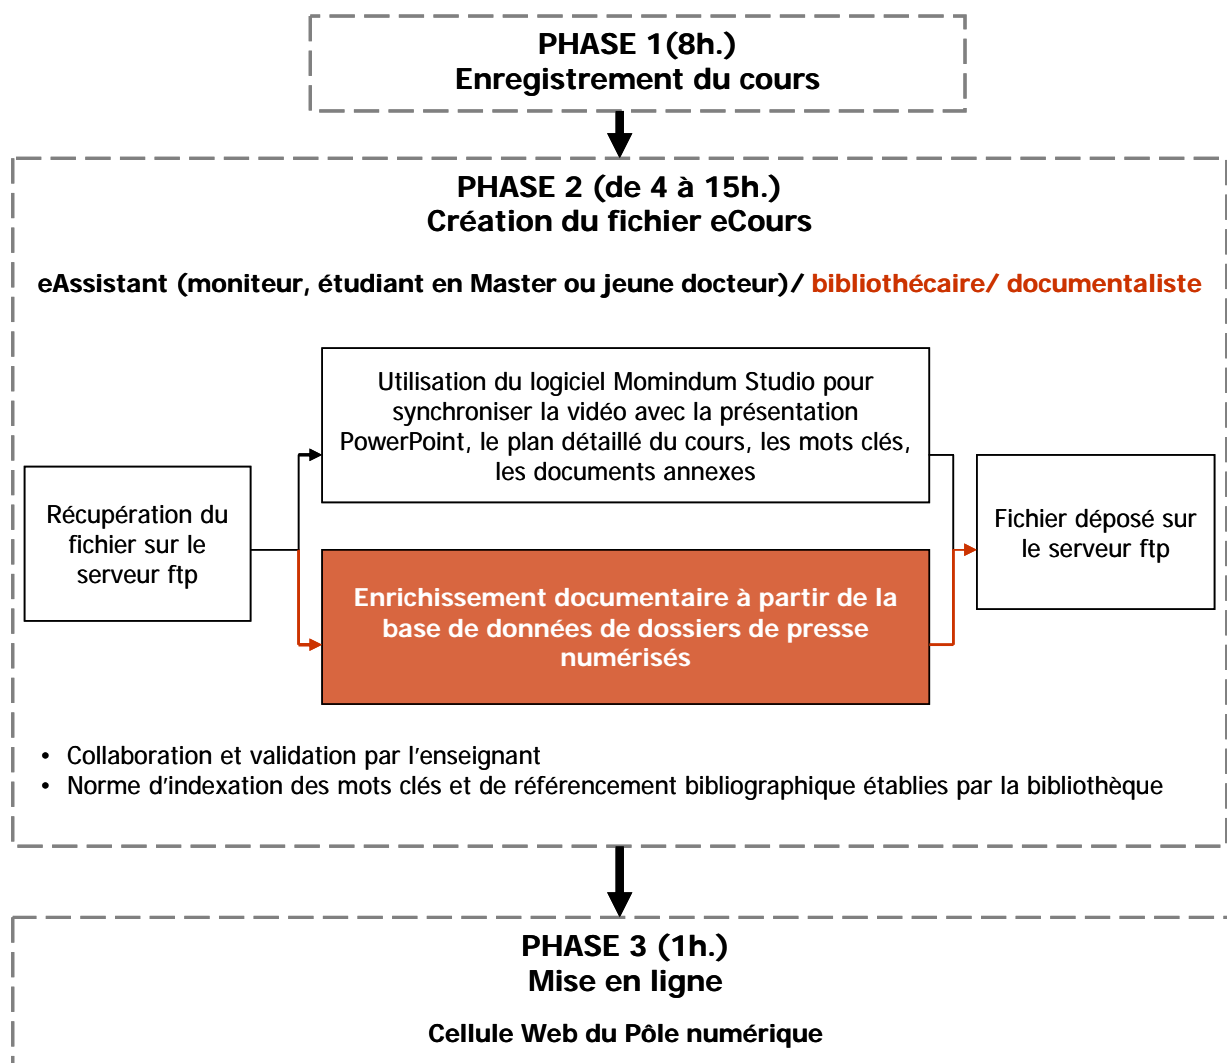 PHASE 1(8h.)
Enregistrement du cours
PHASE 2 (de 4 à 15h.)
Création du fichier eCours
eAssistant (moniteur, étudiant en Master ou jeune docteur)/ bibliothécaire/ documentaliste
Utilisation du logiciel Momindum Studio pour
synchroniser la vidéo avec la présentation
PowerPoint, le plan détaillé du cours, les mots clés,
les documents annexes
Récupération du
fichier sur le
serveur ftp
Enrichissement documentaire à partir de la
base de données de dossiers de presse
numérisés
Fichier déposé sur
le serveur ftp
• Collaboration et validation par l'enseignant
• Norme d'indexation des mots clés et de référencement bibliographique établies par la bibliothèque
PHASE 3 (1h.)
Mise en ligne
Cellule Web du Pôle numérique